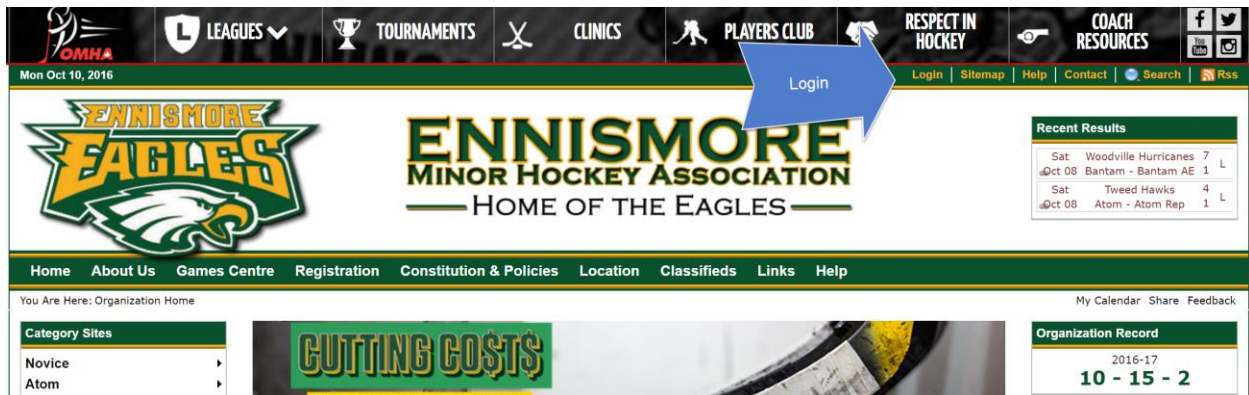 OMHA
L LEAGUES
TOURNAMENTS
CLINICS
PLAYERS CLUB
RESPECT IN
HOCKEY
COACH
RESOURCES
You
Tube
Mon Oct 10, 2016
Login
Login | Sitemap | Help | Contact | Search | Rss
ENNISMORE
EAGLES
ENNISMORE
MINOR HOCKEY ASSOCIATION
HOME OF THE EAGLES
Recent Results
Sat Woodville Hurricanes 7
Oct 08 Bantam - Bantam AE 1 L
Sat Tweed Hawks 4
Oct 08 Atom - Atom Rep 1 L
Home About Us Games Centre Registration Constitution & Policies Location Classifieds Links Help
You Are Here: Organization Home
My Calendar Share Feedback
Category Sites
Novice
Atom
CUTTING CO$T$
Organization Record
2016-17
10 - 15 - 2